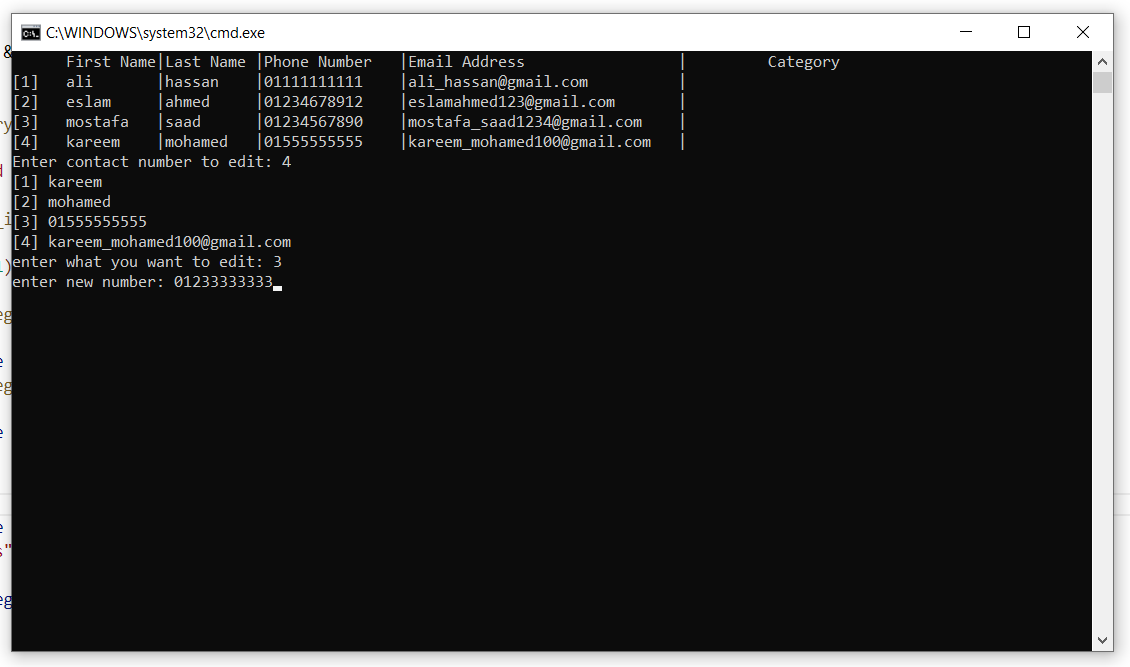 C:\WINDOWS\system32\cmd.exe
First Name|Last Name |Phone Number   |Email Address                 |         Category
[1]   ali       |hassan    |01111111111    |ali_hassan@gmail.com          |
[2]   eslam     |ahmed     |01234678912    |eslamahmed123@gmail.com       |
[3]   mostafa   |saad      |01234567890    |mostafa_saad1234@gmail.com    |
[4]   kareem    |mohamed   |01555555555    |kareem_mohamed100@gmail.com   |
Enter contact number to edit: 4
[1] kareem
[2] mohamed
[3] 01555555555
[4] kareem_mohamed100@gmail.com
enter what you want to edit: 3
enter new number: 01233333333